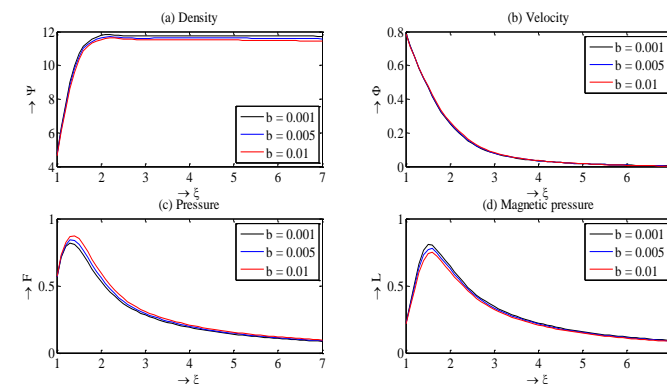 (a) Density
12
10
8
6
4
→ Ψ
b = 0.001
b = 0.005
b = 0.01
1 2 3 4 5 6 7
→ ξ
(b) Velocity
0.8
0.6
0.4
0.2
0
→ Φ
b = 0.001
b = 0.005
b = 0.01
1 2 3 4 5 6
→ ξ
(c) Pressure
1
0.5
0
→ F
b = 0.001
b = 0.005
b = 0.01
1 2 3 4 5 6 7
→ ξ
(d) Magnetic pressure
1
0.5
0
→ L
b = 0.001
b = 0.005
b = 0.01
1 2 3 4 5 6
→ ξ